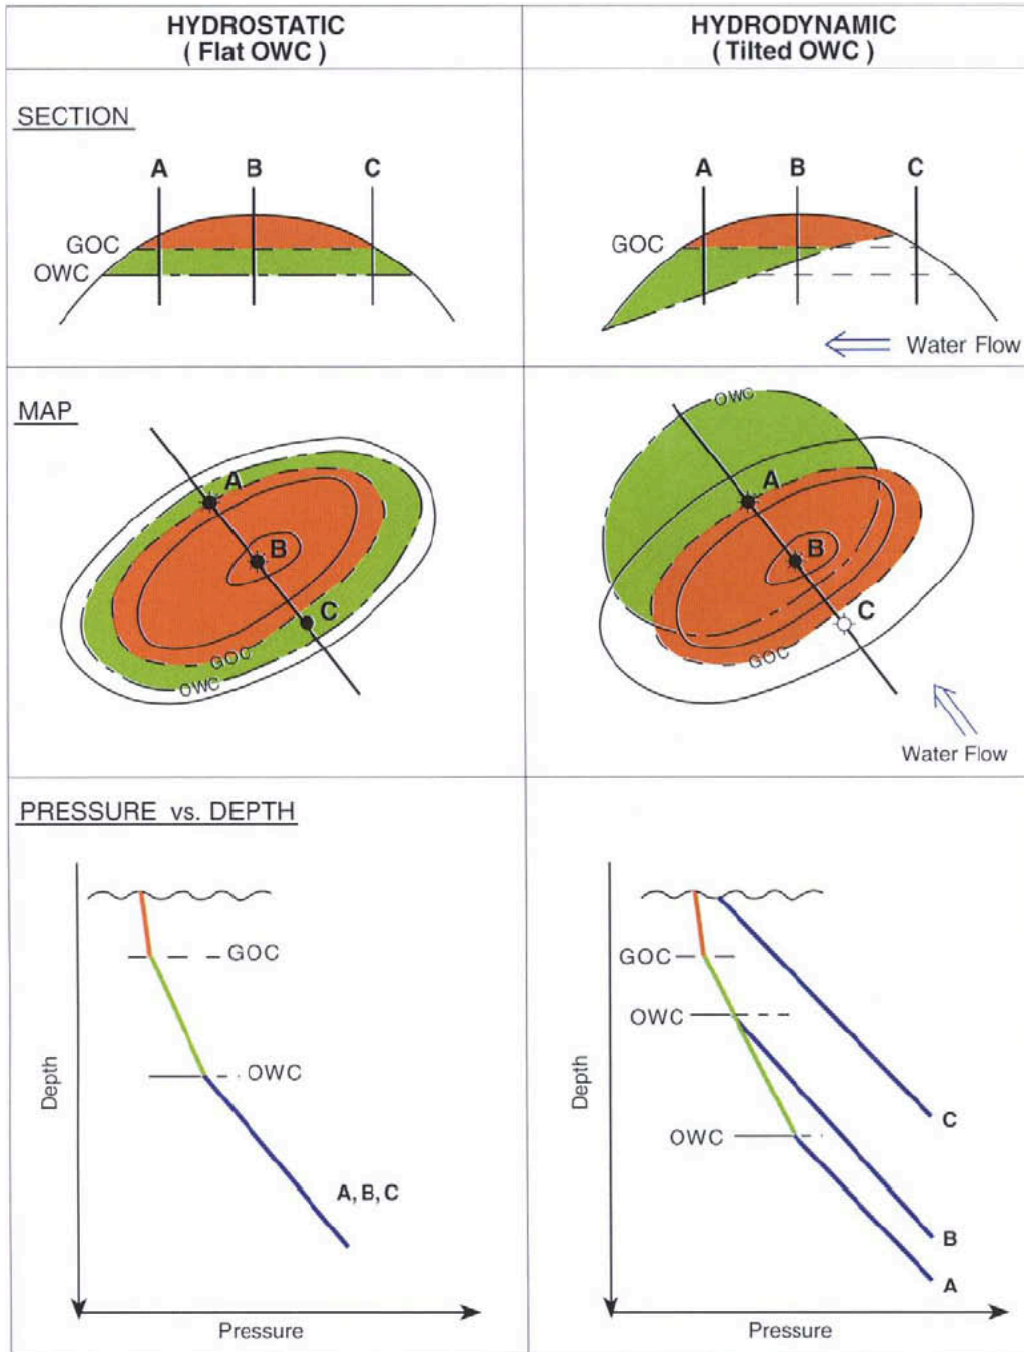 HYDROSTATIC
( Flat OWC )
HYDRODYNAMIC
(Tilted OWC )
SECTION
A B C
GOC
OWC
A B C
GOC
Water Flow
MAP
A
B
C
GOC
OWC
OWC
A
B
C
GOC
Water Flow
PRESSURE vs. DEPTH
GOC
OWC
Depth
A, B, C
Pressure
GOC
OWC
OWC
Depth
C
B
A
Pressure